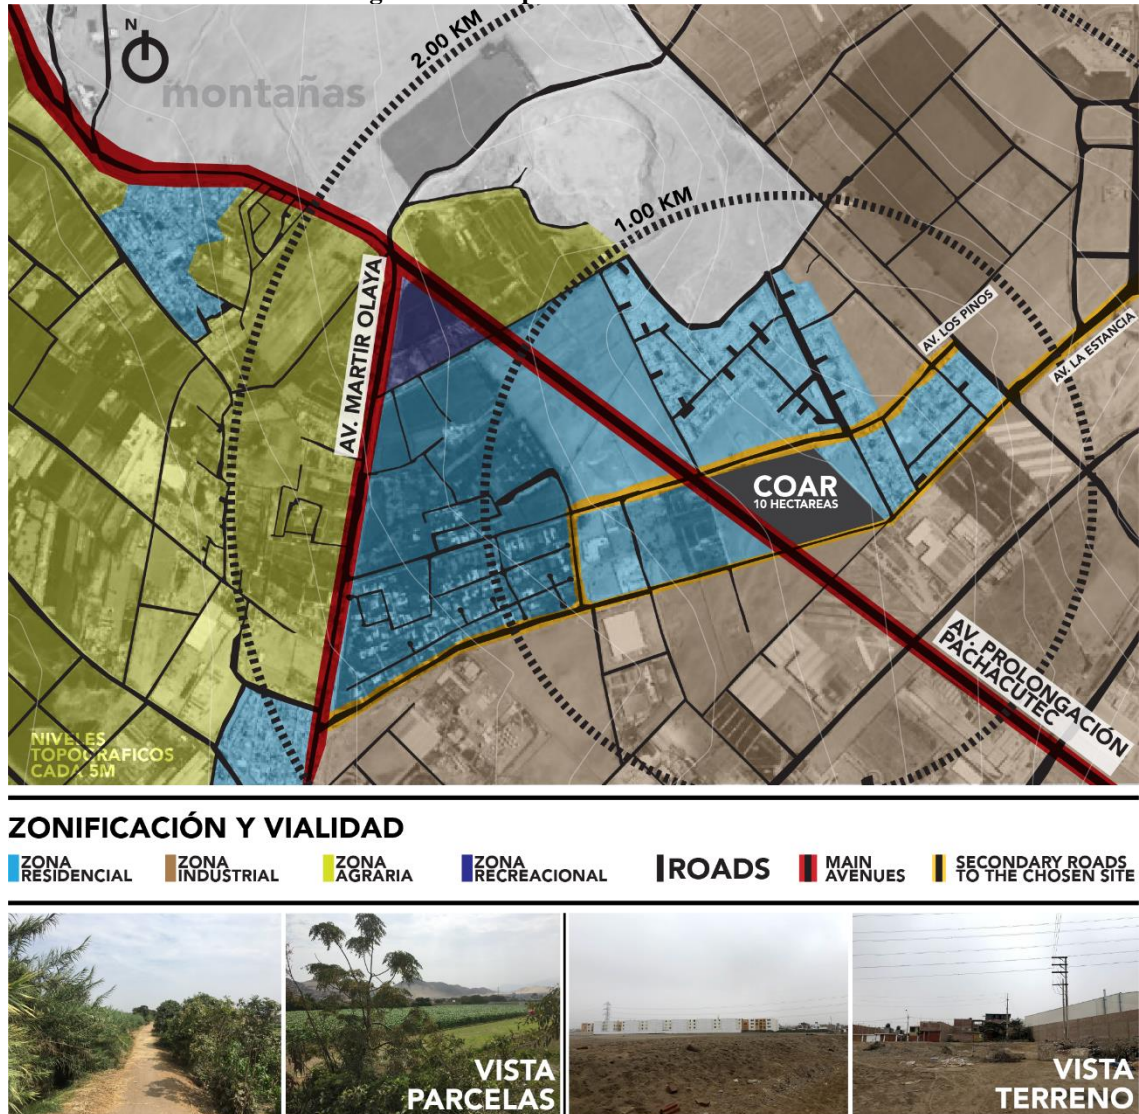 N
montañas
2.00 KM
1.00 KM
AV. MARTIR OLAYA
AV. LOS PINOS
AV. LA ESTANCIA
COAR
10 HECTAREAS
AV. PROLONGACIÓN
PACHACUTEC
NIVELES
TOPOGRAFICOS
CADA 5M
ZONIFICACIÓN Y VIALIDAD
ZONA
RESIDENCIAL
ZONA
INDUSTRIAL
ZONA
AGRARIA
ZONA
RECREACIONAL
ROADS
MAIN
AVENUES
SECONDARY ROADS
TO THE CHOSEN SITE
VISTA
PARCELAS
VISTA
TERRENO